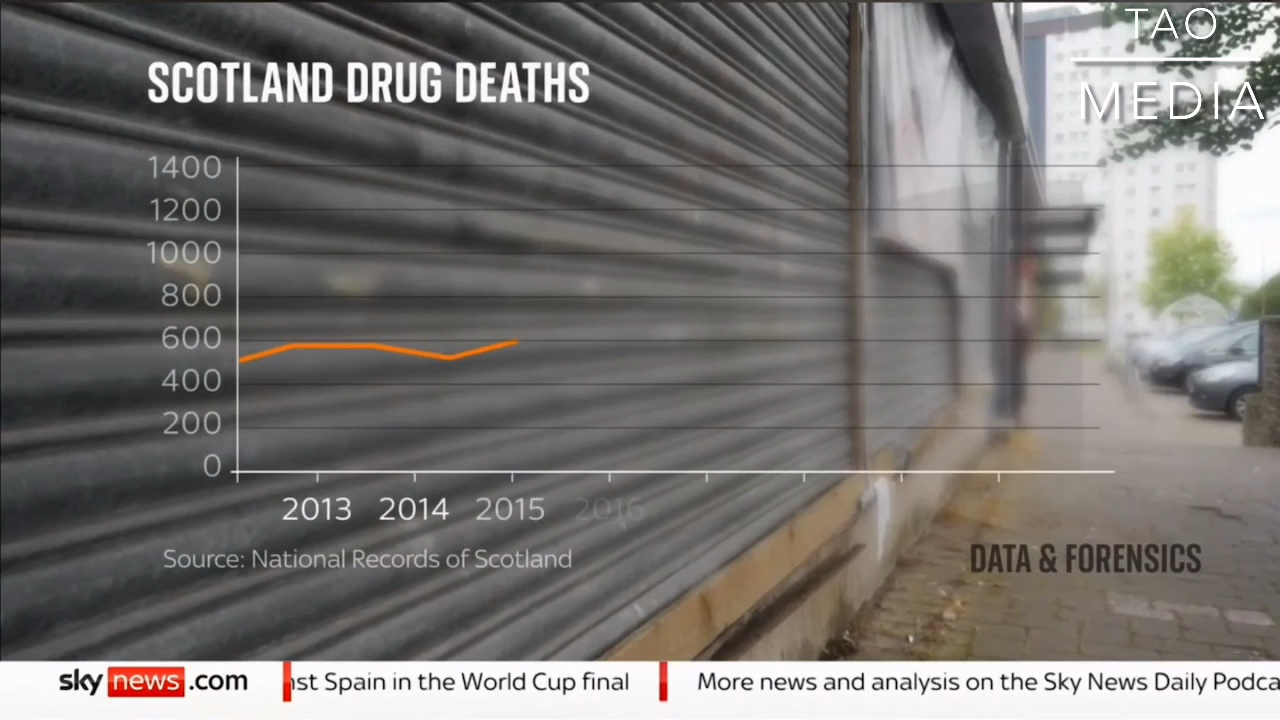 TAO
MEDIA
SCOTLAND DRUG DEATHS
1400
1200
1000
800
600
400
200
0
2013 2014 2015 2016
Source: National Records of Scotland
DATA & FORENSICS
sky news.com
nst Spain in the World Cup final
More news and analysis on the Sky News Daily Podca